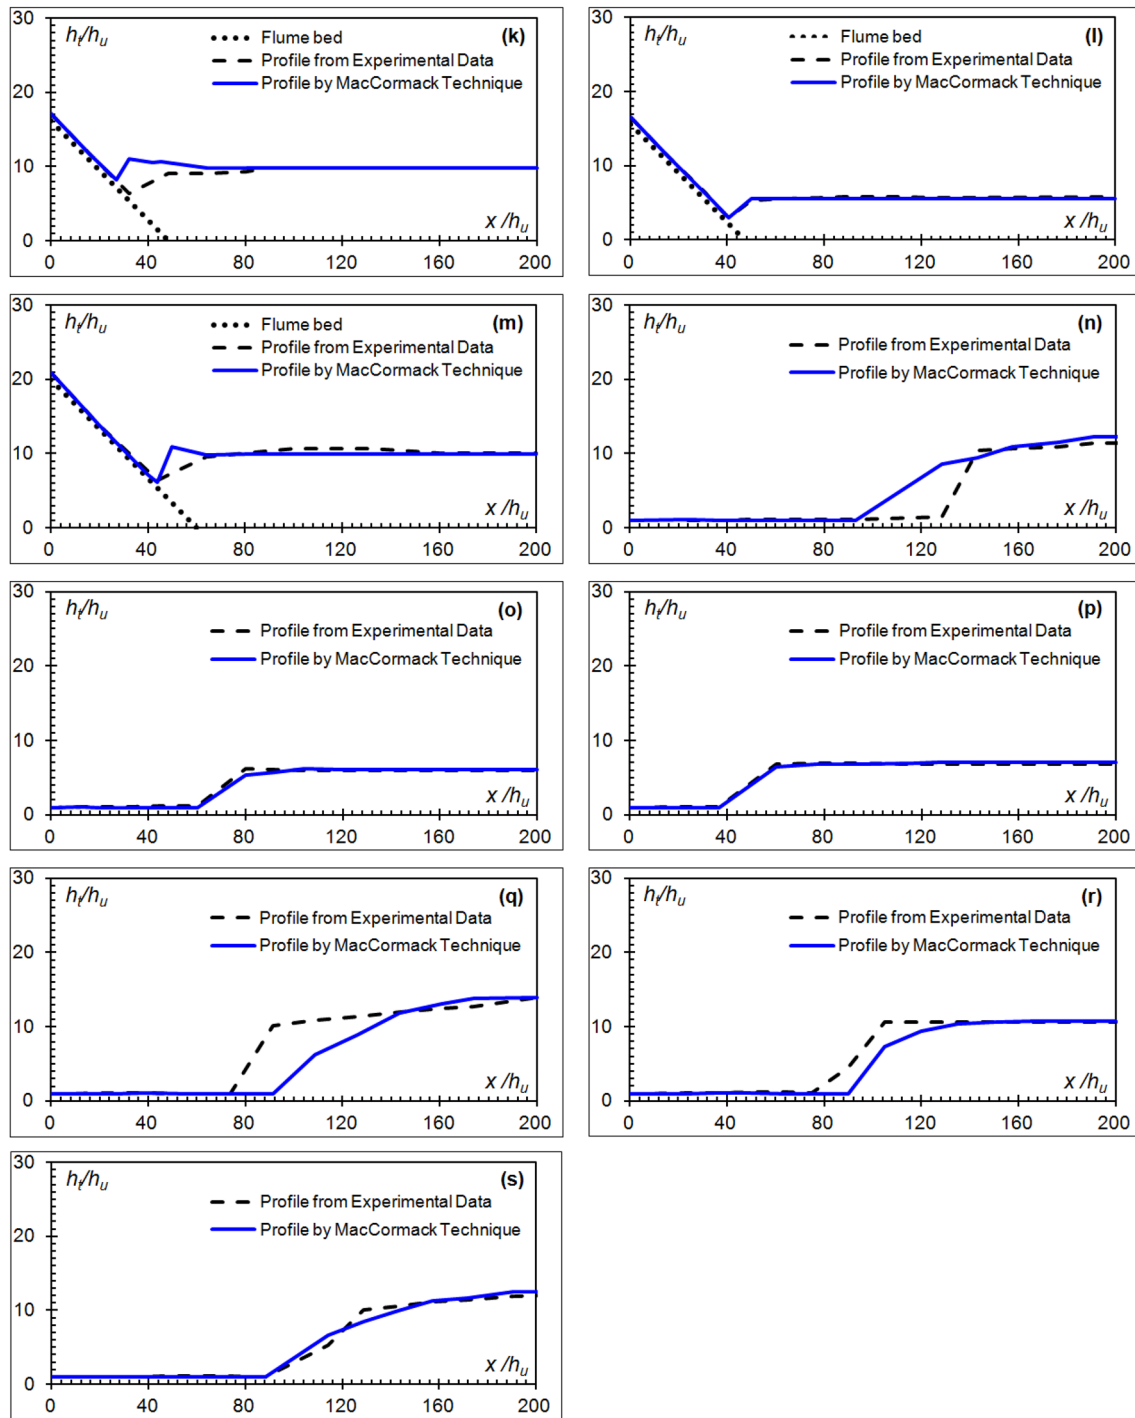 30
h_t/h_u
Flume bed
(k)
Profile from Experimental Data
20
Profile by MacCormack Technique
10
x /h_u
0
0 40 80 120 160 200
30
h_t/h_u
Flume bed
(l)
Profile from Experimental Data
20
Profile by MacCormack Technique
10
x /h_u
0
0 40 80 120 160 200
30
h_t/h_u
Flume bed
(m)
Profile from Experimental Data
20
Profile by MacCormack Technique
10
x /h_u
0
0 40 80 120 160 200
30
h_t/h_u
(n)
Profile from Experimental Data
20
Profile by MacCormack Technique
10
x /h_u
0
0 40 80 120 160 200
30
h_t/h_u
(o)
Profile from Experimental Data
20
Profile by MacCormack Technique
10
x /h_u
0
0 40 80 120 160 200
30
h_t/h_u
(p)
Profile from Experimental Data
20
Profile by MacCormack Technique
10
x /h_u
0
0 40 80 120 160 200
30
h_t/h_u
(q)
Profile from Experimental Data
20
Profile by MacCormack Technique
10
x /h_u
0
0 40 80 120 160 200
30
h_t/h_u
(r)
Profile from Experimental Data
20
Profile by MacCormack Technique
10
x /h_u
0
0 40 80 120 160 200
30
h_t/h_u
(s)
Profile from Experimental Data
20
Profile by MacCormack Technique
10
x /h_u
0
0 40 80 120 160 200